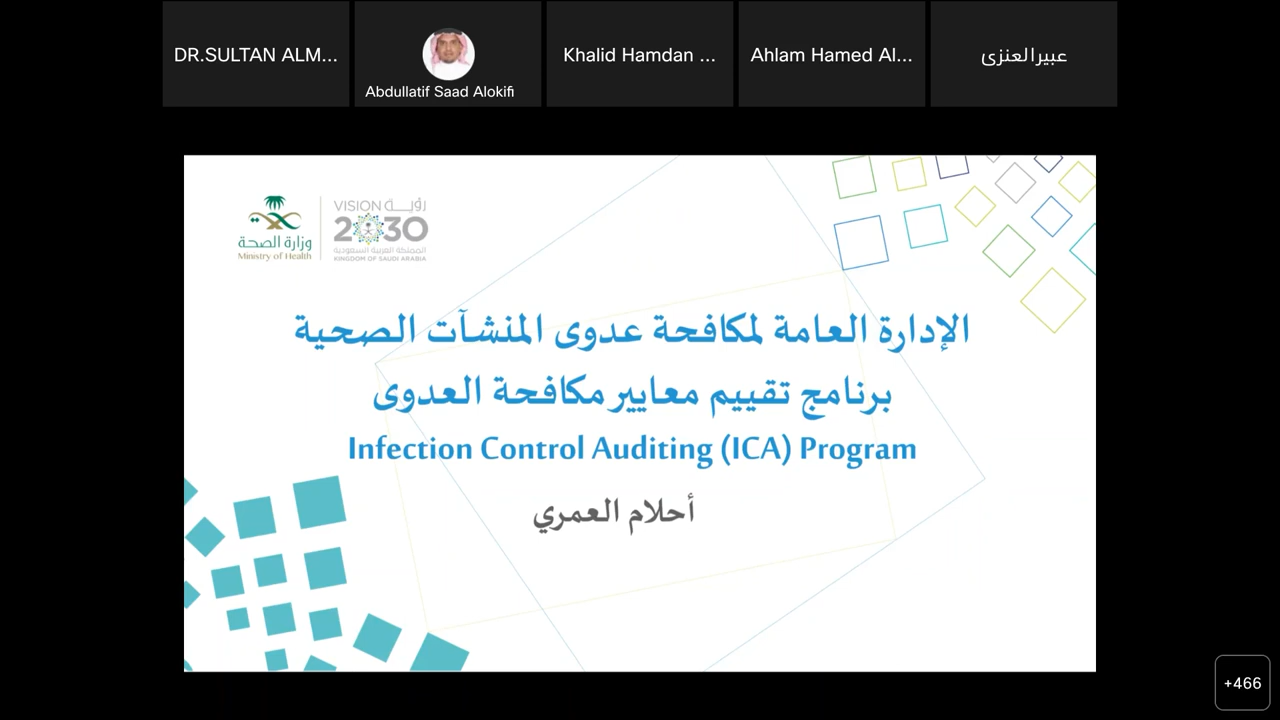 DR.SULTAN ALM...
Abdullatif Saad Alokifi
Khalid Hamdan ...
Ahlam Hamed Al...
عبيرالعنزى
وزارة الصحة
Ministry of Health
VISION رؤيــة
2030
المملكة العربية السعودية
KINGDOM OF SAUDI ARABIA
الإدارة العامة لمكافحة عدوى المنشآت الصحية
برنامج تقييم معايير مكافحة العدوى
Infection Control Auditing (ICA) Program
أحلام العمري
+466